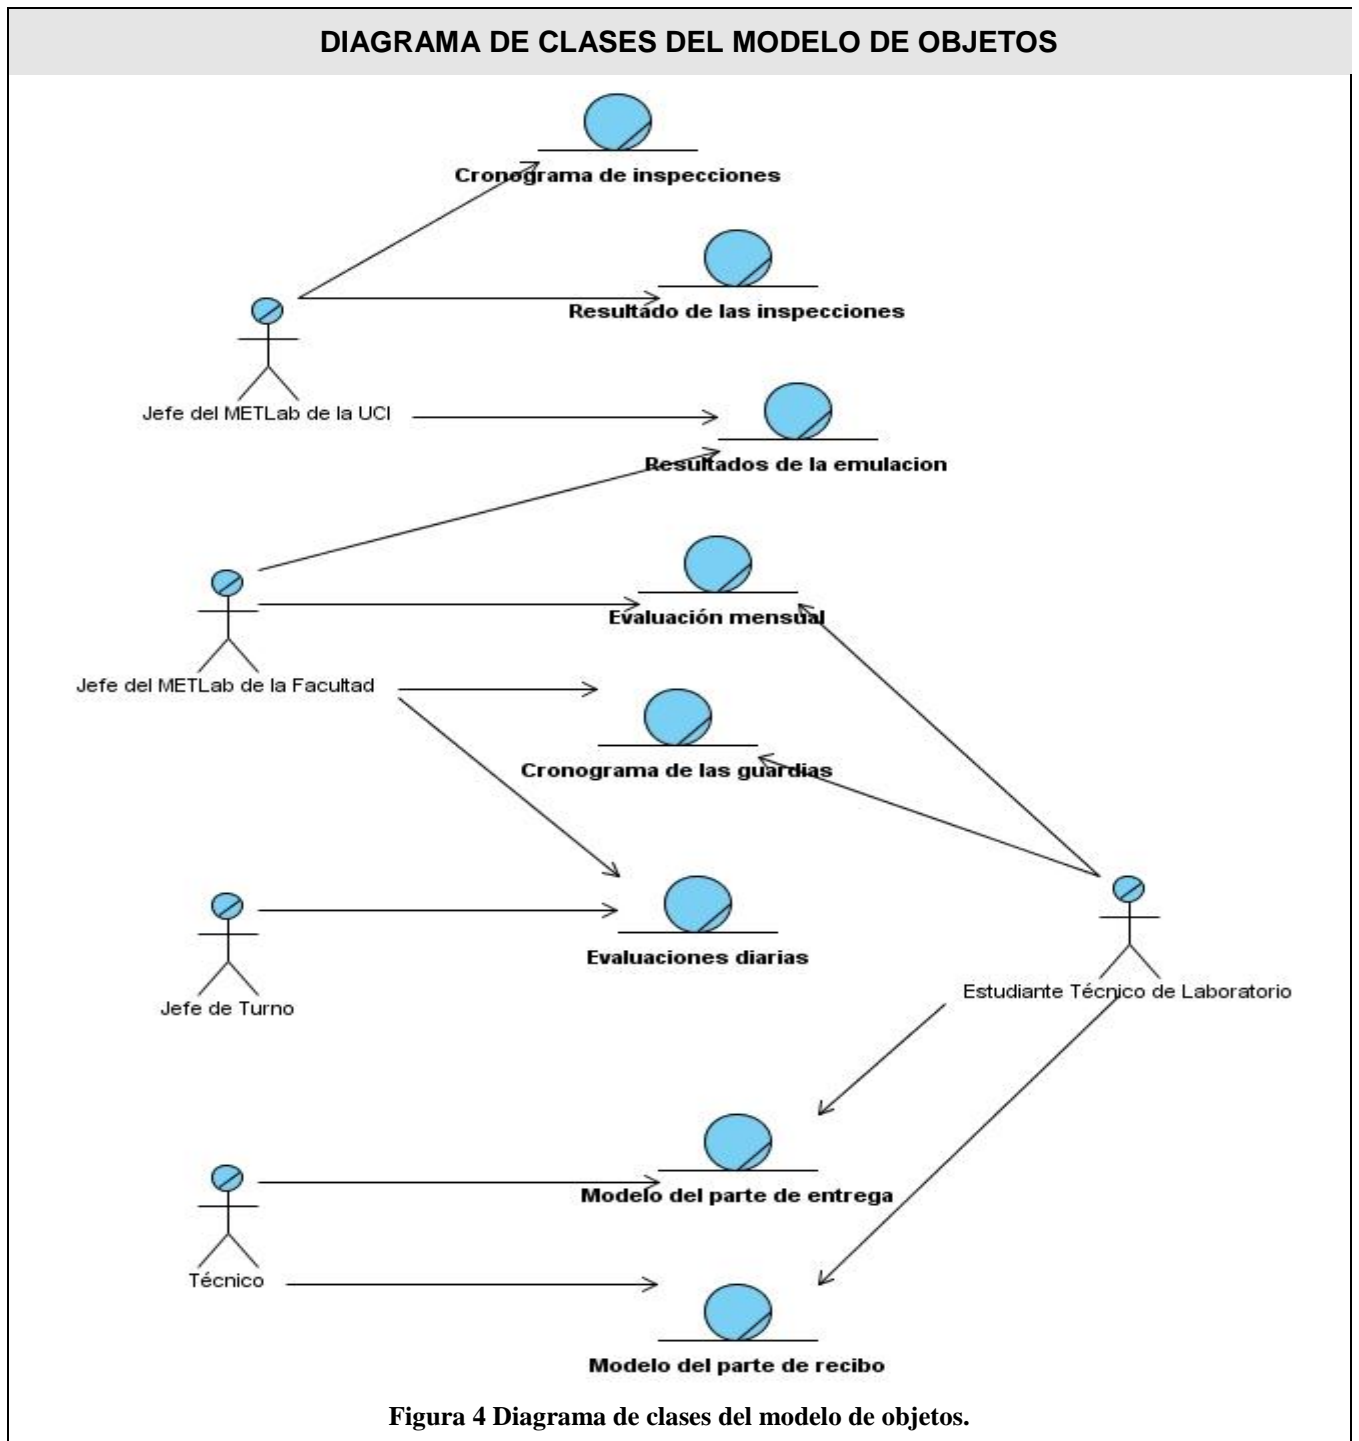 DIAGRAMA DE CLASES DEL MODELO DE OBJETOS
Cronograma de inspecciones
Resultado de las inspecciones
Jefe del METLab de la UCI
Resultados de la emulacion
Evaluación mensual
Jefe del METLab de la Facultad
Cronograma de las guardias
Evaluaciones diarias
Estudiante Técnico de Laboratorio
Jefe de Turno
Modelo del parte de entrega
Técnico
Modelo del parte de recibo
Figura 4 Diagrama de clases del modelo de objetos.